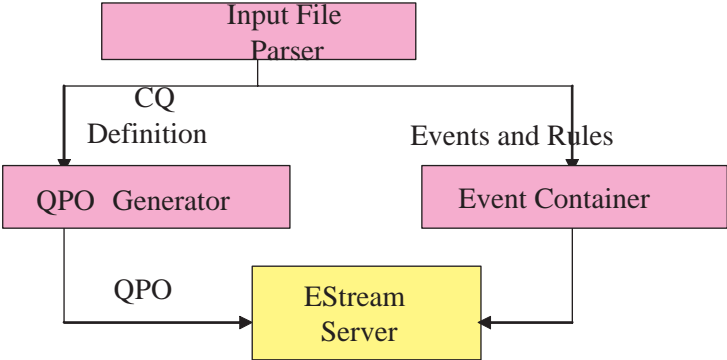 Input File
Parser
CQ
Definition
Events and Rules
QPO Generator
Event Container
QPO
EStream
Server